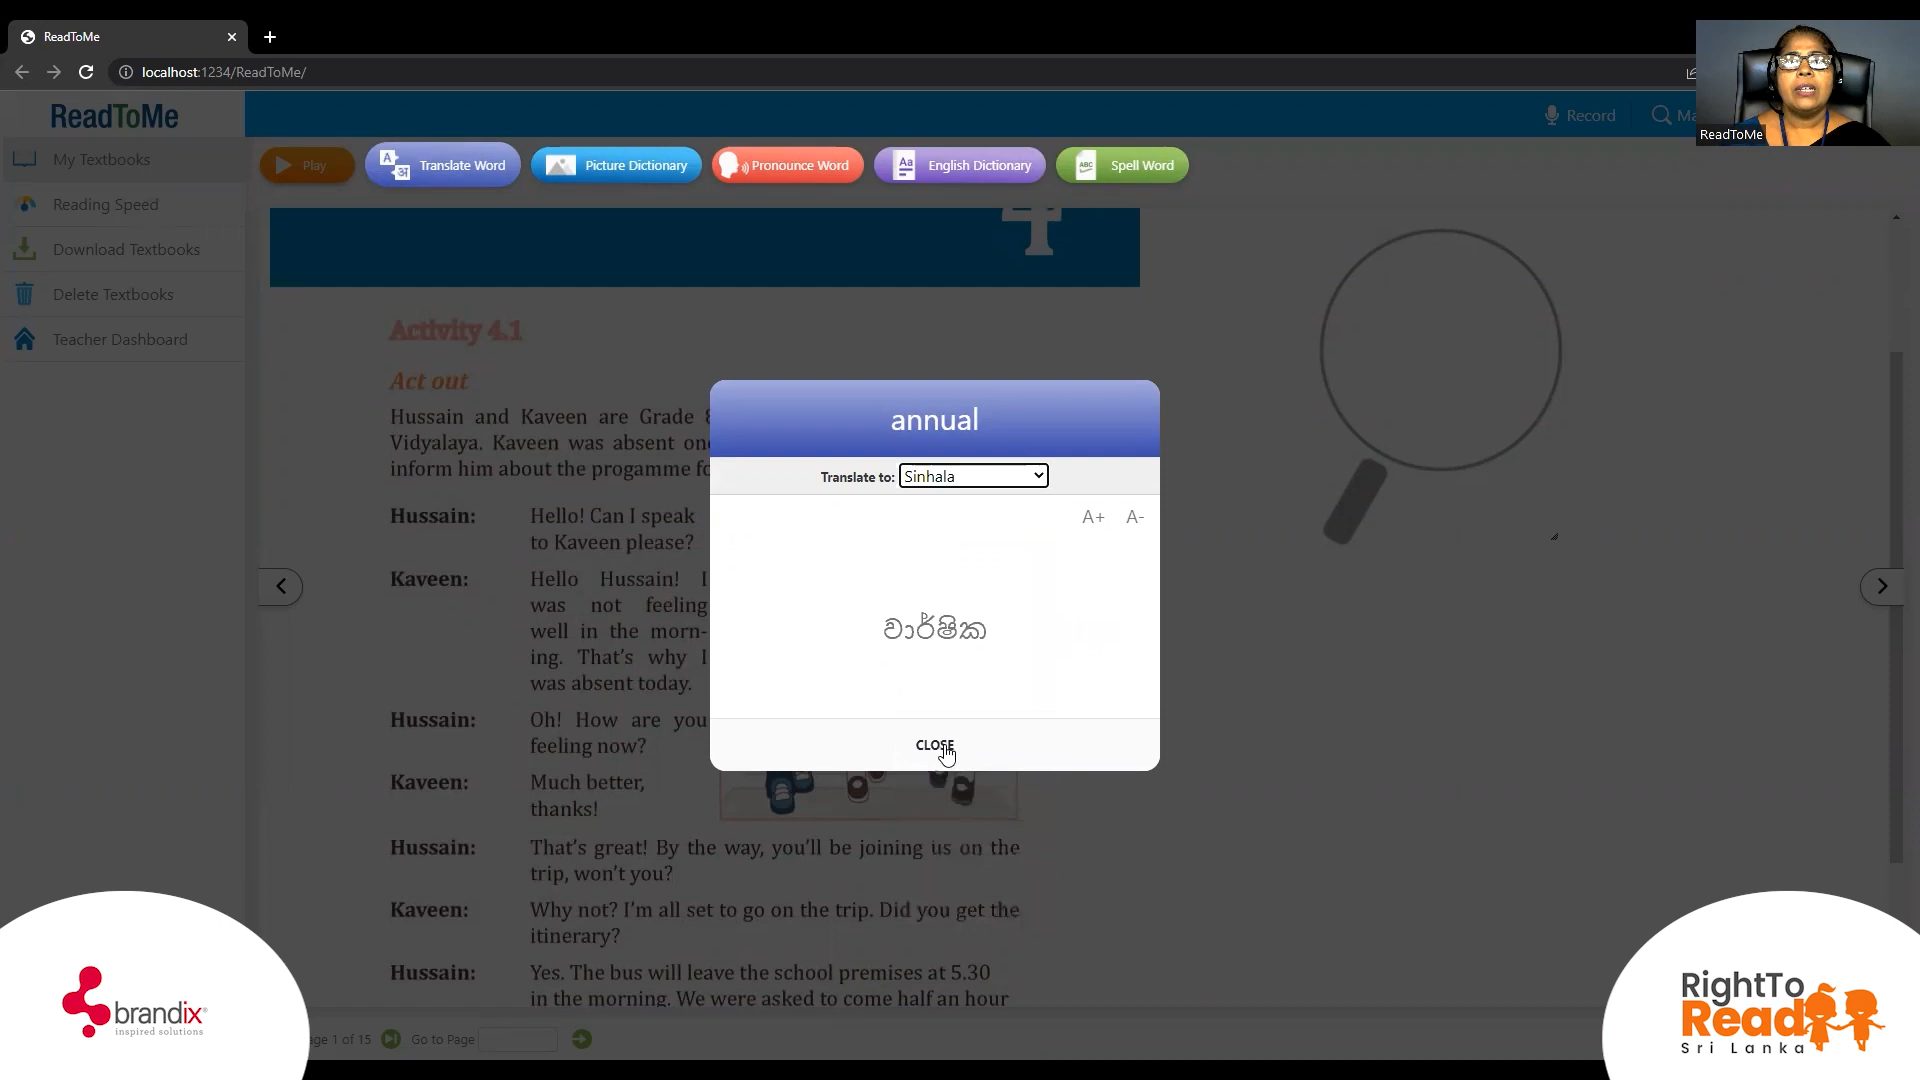 ReadToMe
localhost:1234/ReadToMe/
ReadToMe
Record
ReadToMe
My Textbooks
Play
Translate Word
Picture Dictionary
Pronounce Word
English Dictionary
Spell Word
Reading Speed
Download Textbooks
Delete Textbooks
Teacher Dashboard
4
Activity 4.1
Act out
Hussain and Kaveen are Grade 8
Vidyalaya. Kaveen was absent
inform him about the progamme
Hussain: Hello! Can I speak
to Kaveen please?
Kaveen: Hello Hussain! I
was not feeling
well in the morn-
ing. That's why I
was absent today.
Hussain: Oh! How are you
feeling now?
Kaveen: Much better,
thanks!
Hussain: That's great! By the way, you'll be joining us on the
trip, won't you?
Kaveen: Why not? I'm all set to go on the trip. Did you get the
itinerary?
Hussain: Yes. The bus will leave the school premises at 5.30
in the morning. We were asked to come half an hour
annual
Translate to: Sinhala
A+ A-
වාර්ෂික
CLOSE
1 of 15 Go to Page
brandix
inspired solutions
RightTo
Read
Sri Lanka